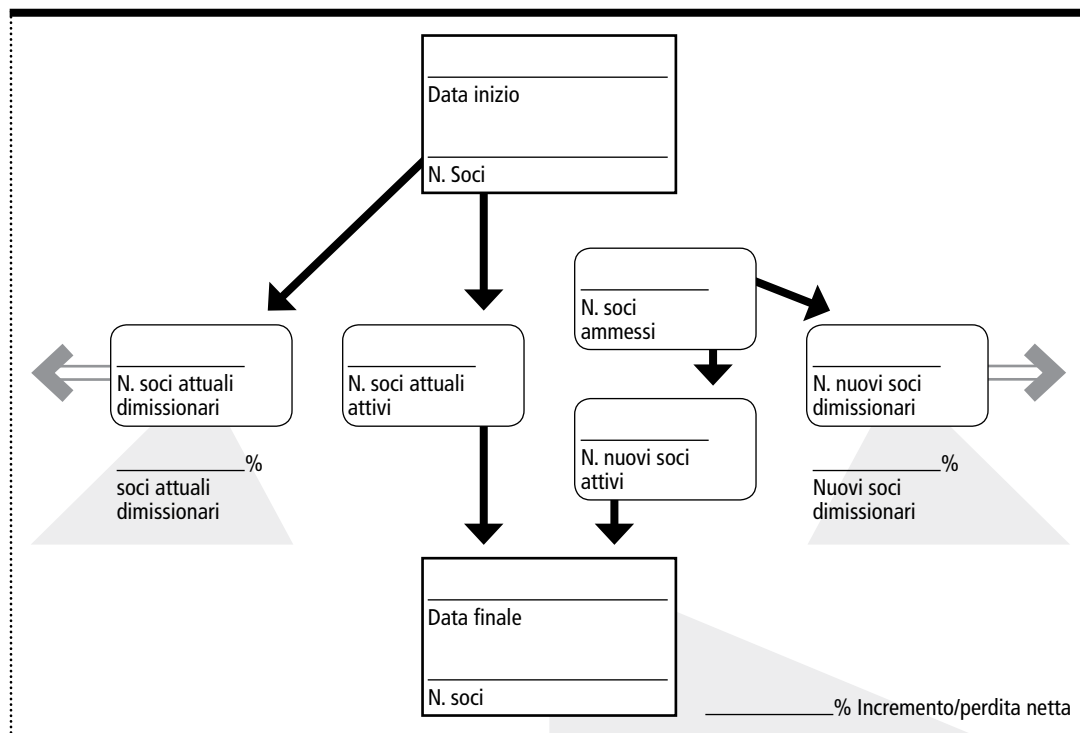 Data inizio
N. Soci
N. soci
ammessi
N. soci attuali
dimissionari
N. soci attuali
attivi
N. nuovi soci
dimissionari
N. nuovi soci
attivi
%
soci attuali
dimissionari
%
Nuovi soci
dimissionari
Data finale
N. soci
% Incremento/perdita netta